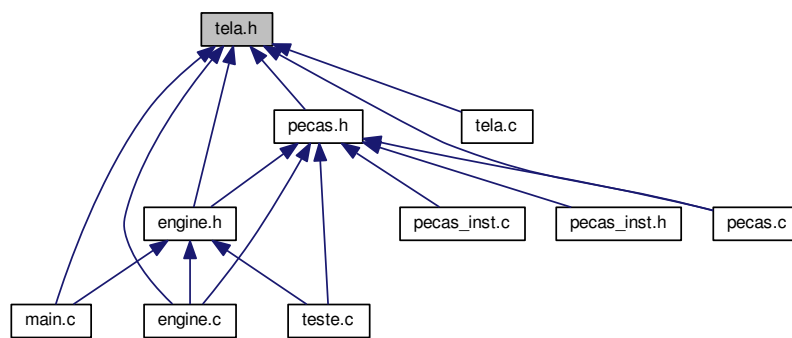 tela.h
pecas.h
tela.c
engine.h
pecas_inst.c
pecas_inst.h
pecas.c
main.c
engine.c
teste.c